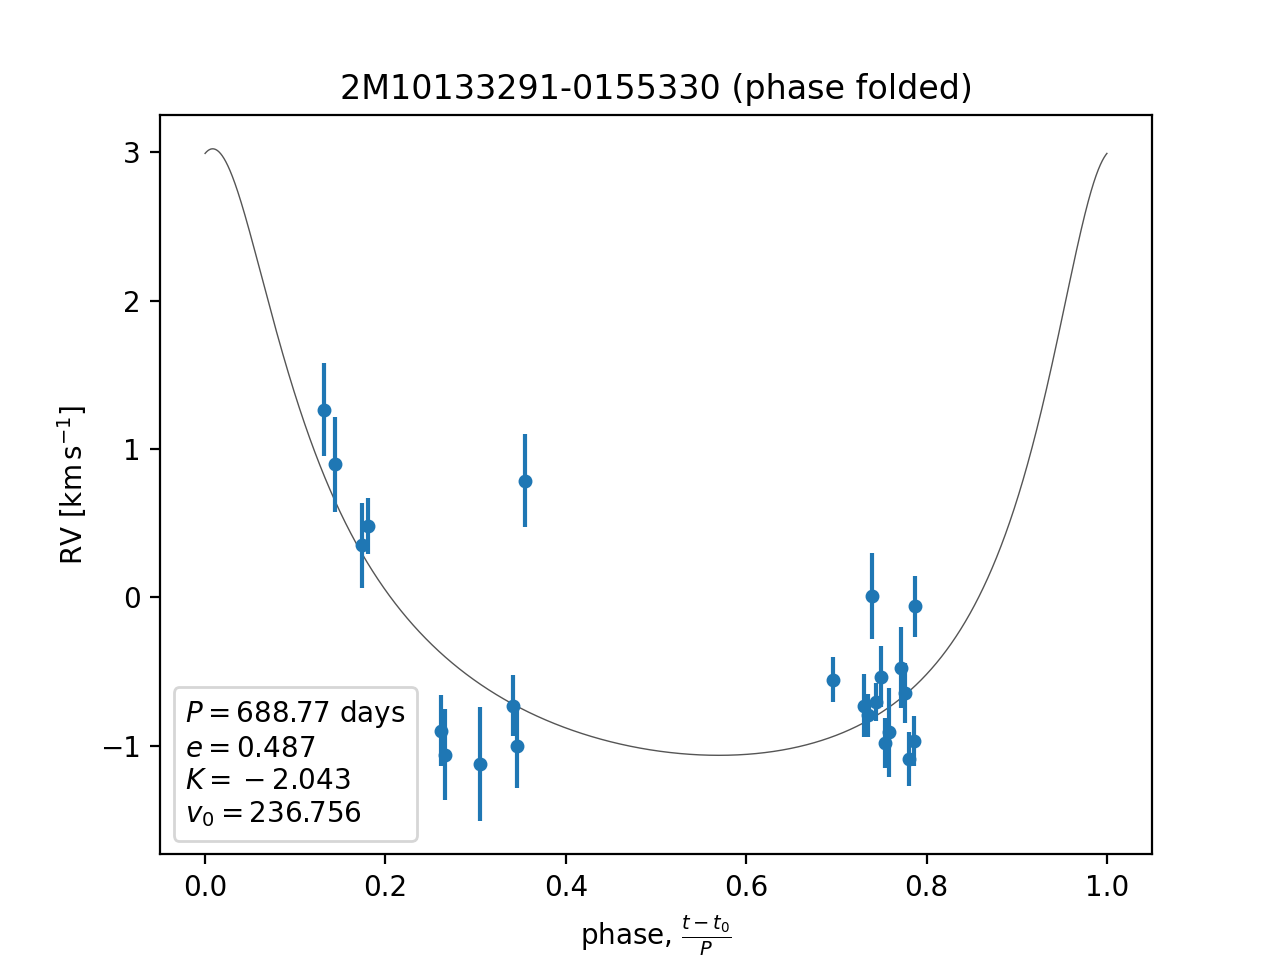 2M10133291-0155330 (phase folded)
RV [km s⁻¹]
3
2
1
0
−1
P = 688.77 days
e = 0.487
K = −2.043
v₀ = 236.756
0.0 0.2 0.4 0.6 0.8 1.0
phase, (t − t₀)/P